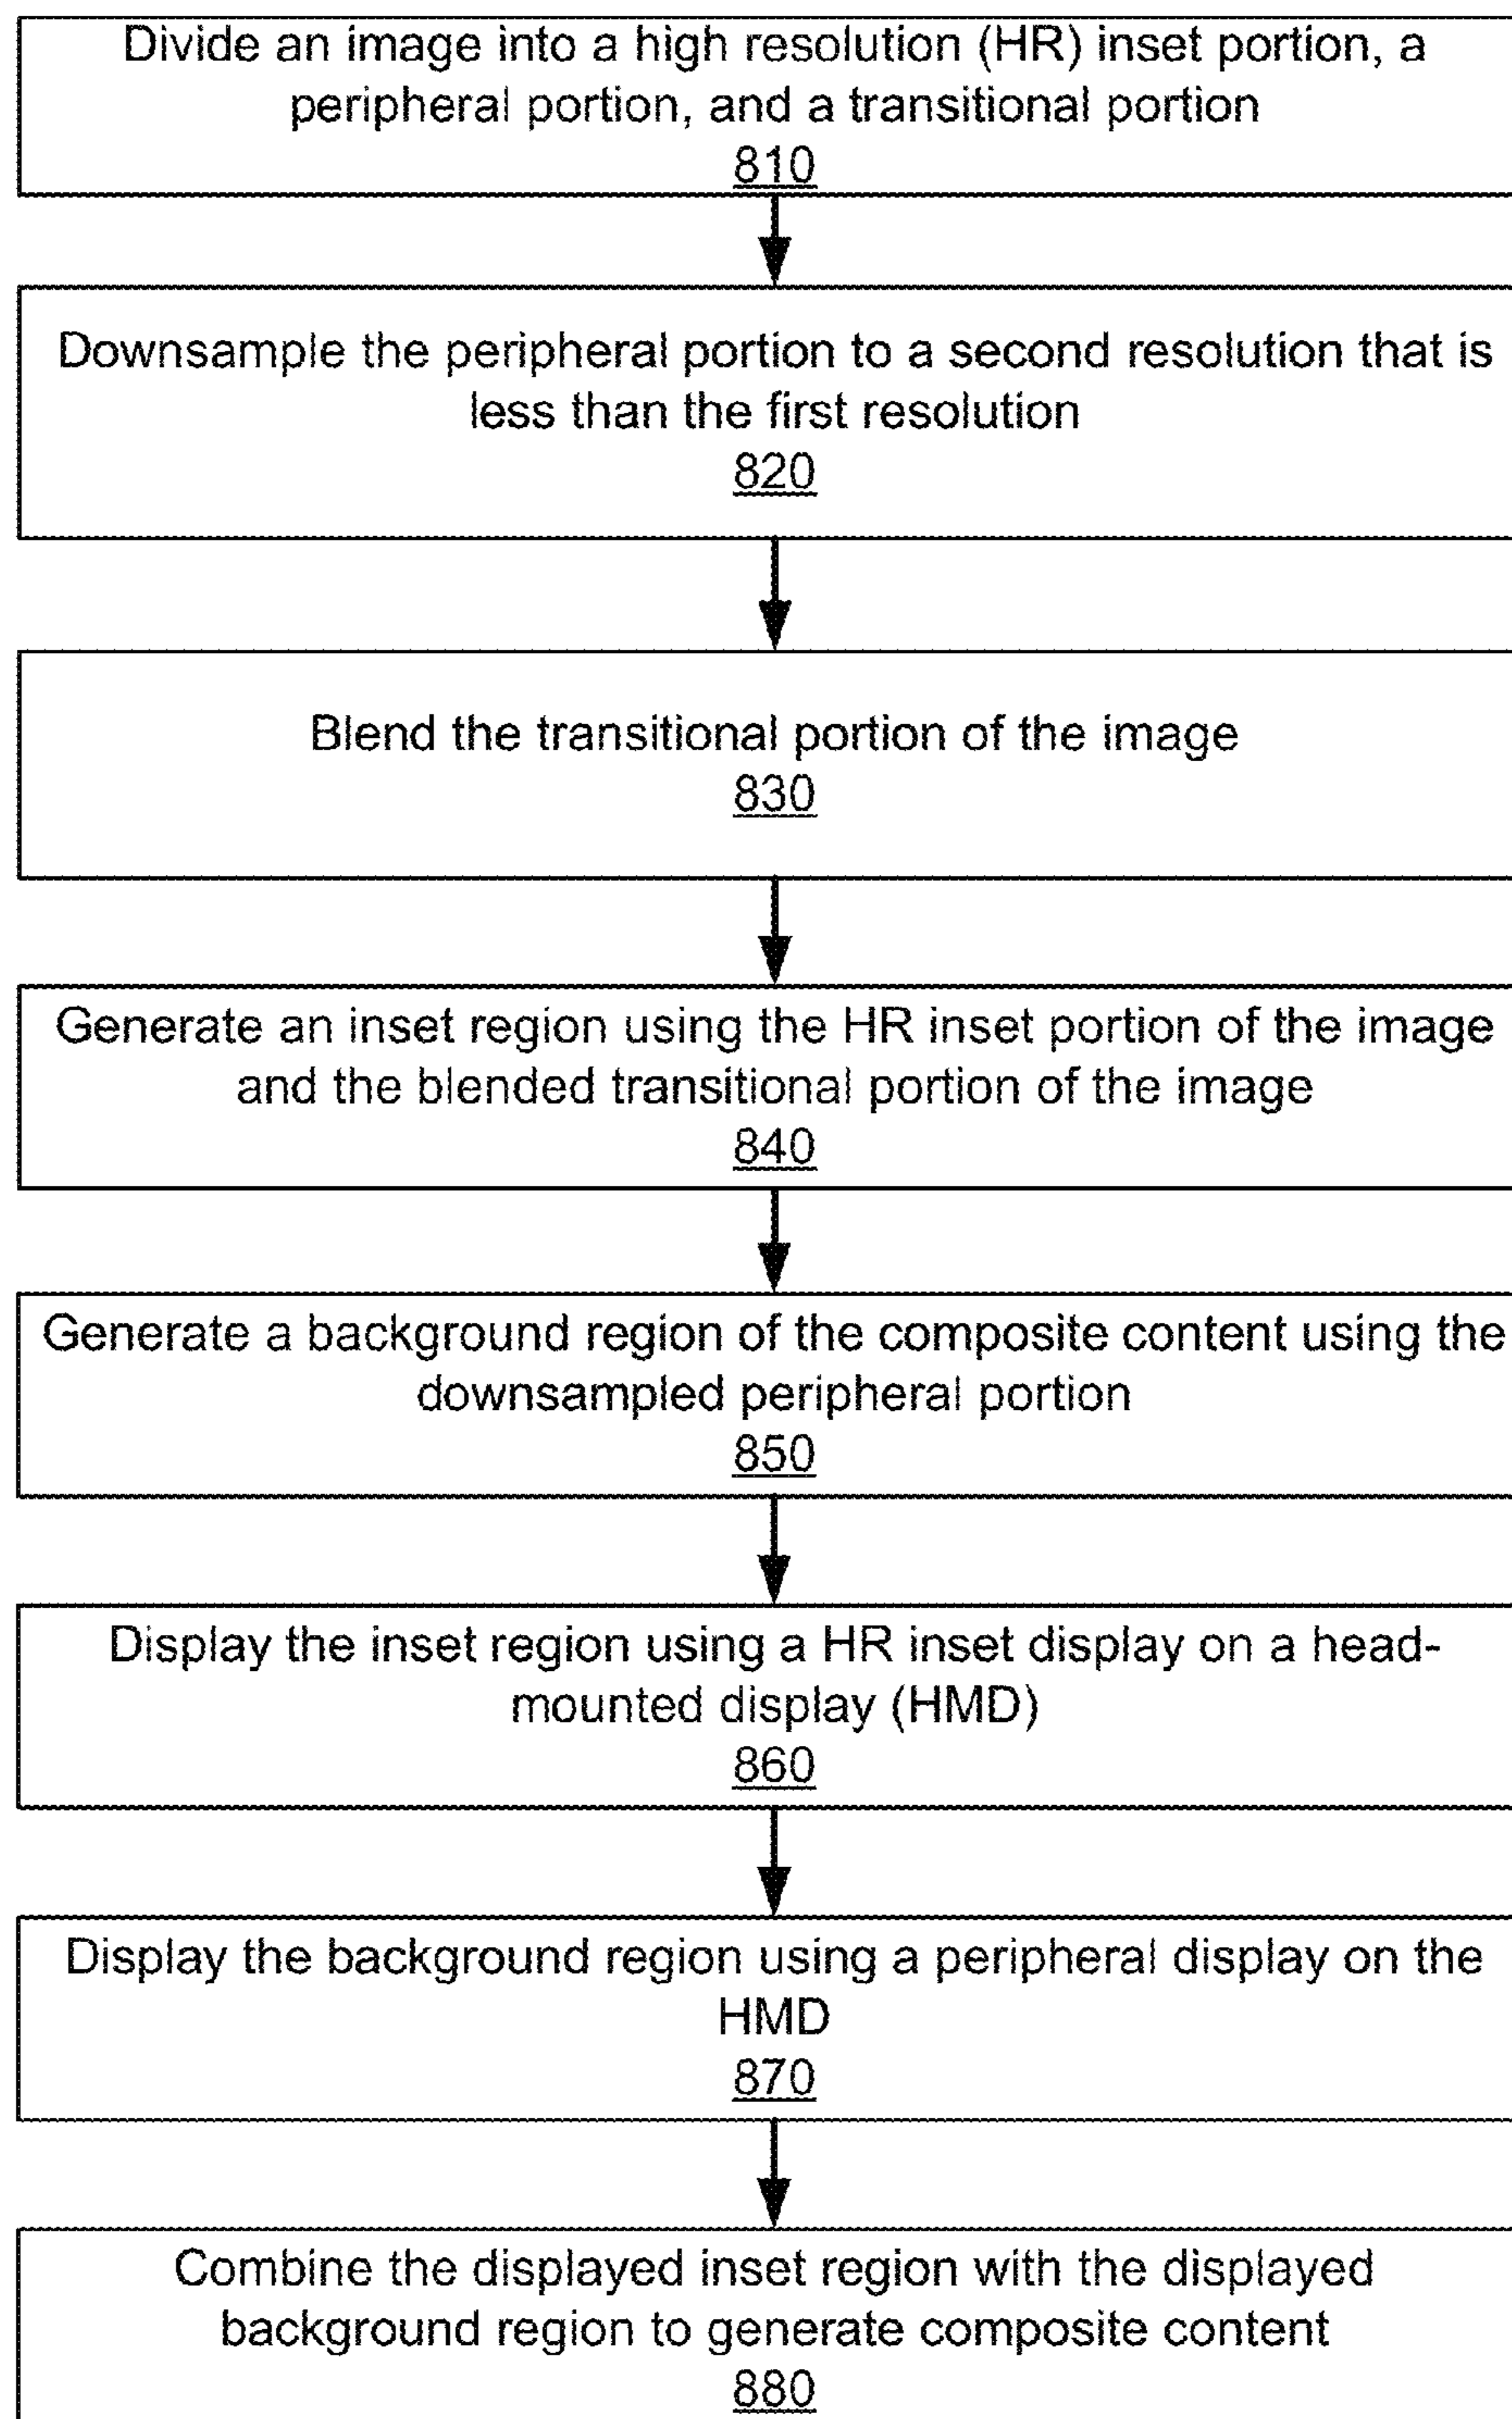 Divide an image into a high resolution (HR) inset portion, a
peripheral portion, and a transitional portion
810
Downsample the peripheral portion to a second resolution that is
less than the first resolution
820
Blend the transitional portion of the image
830
Generate an inset region using the HR inset portion of the image
and the blended transitional portion of the image
840
Generate a background region of the composite content using the
downsampled peripheral portion
850
Display the inset region using a HR inset display on a head-
mounted display (HMD)
860
Display the background region using a peripheral display on the
HMD
870
Combine the displayed inset region with the displayed
background region to generate composite content
880